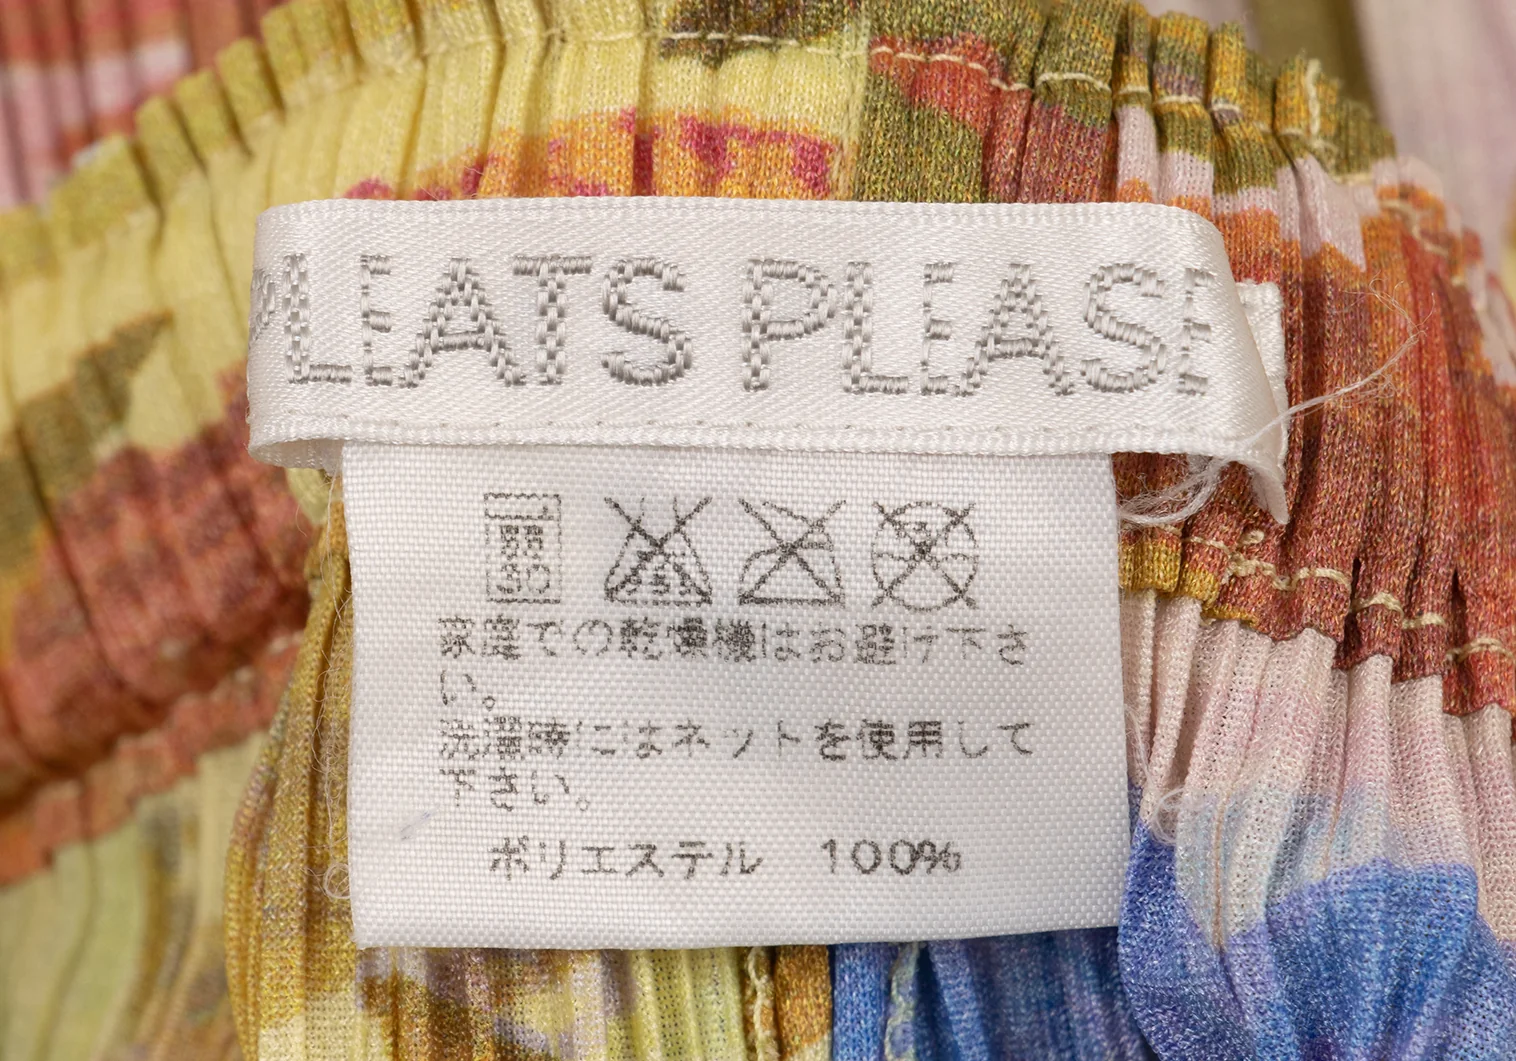 PLEATS PLEASE
家庭での乾燥機はお避け下さ
い。
洗濯時にはネットを使用して
下さい。
ポリエステル 100%